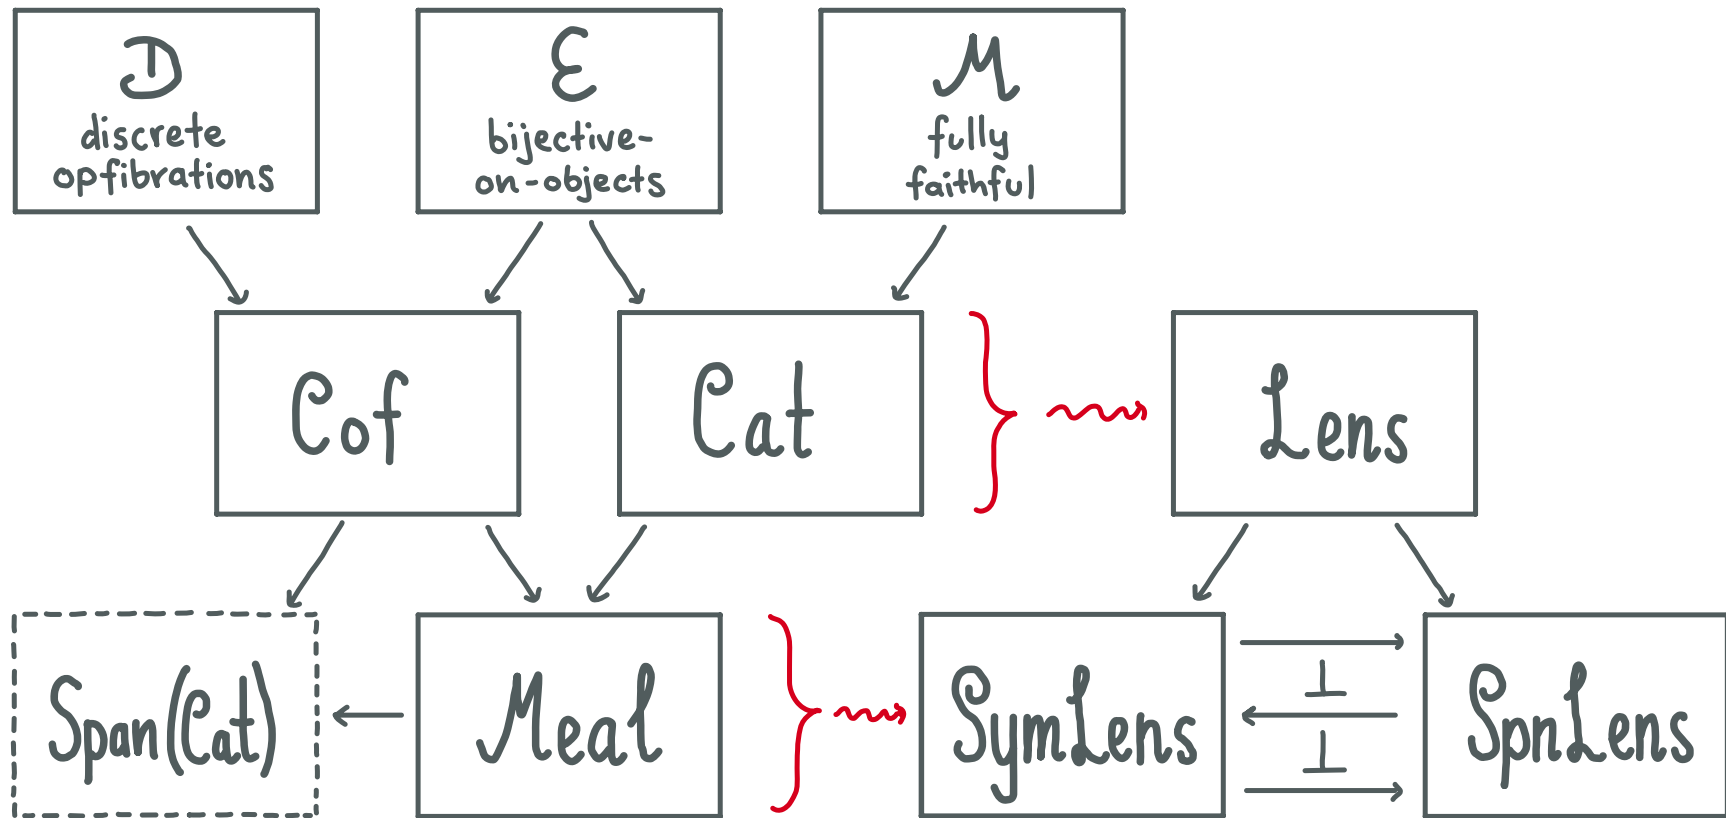 D
discrete
opfibrations
E
bijective-
on-objects
M
fully
faithful
Cof
Cat
Lens
Span(Cat)
Meal
SymLens
⊥
⊥
SpnLens